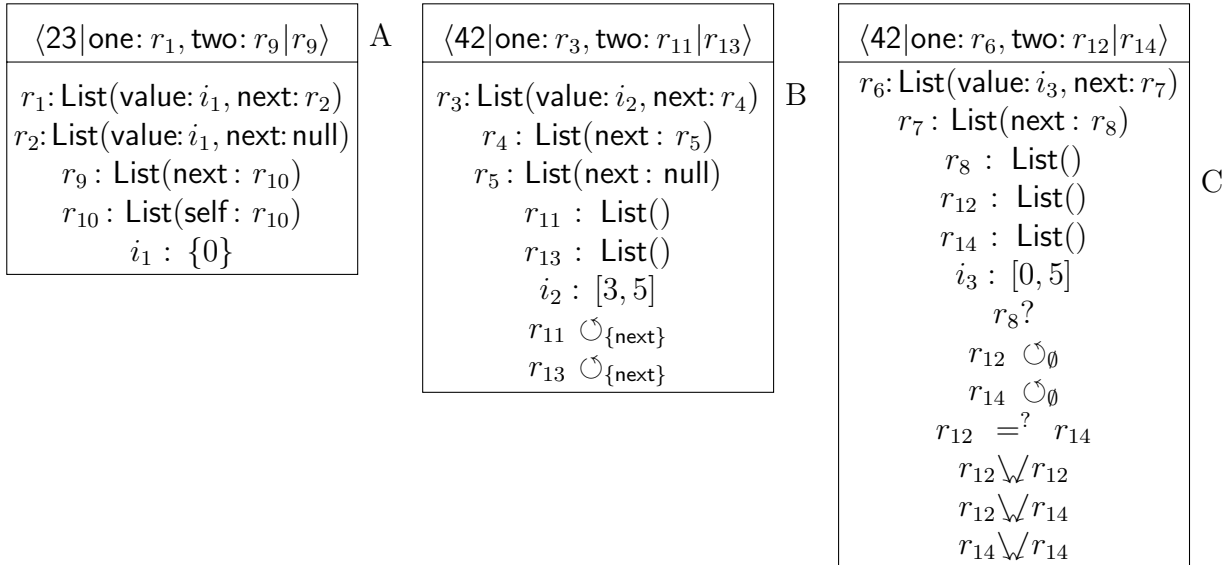 ⟨23|one: r₁, two: r₉|r₉⟩
A
r₁: List(value: i₁, next: r₂)
r₂: List(value: i₁, next: null)
r₉: List(next: r₁₀)
r₁₀: List(self: r₁₀)
i₁ : {0}
⟨42|one: r₃, two: r₁₁|r₁₃⟩
B
r₃: List(value: i₂, next: r₄)
r₄: List(next : r₅)
r₅: List(next : null)
r₁₁ : List()
r₁₃ : List()
i₂ : [3, 5]
r₁₁ ↺_{next}
r₁₃ ↺_{next}
⟨42|one: r₆, two: r₁₂|r₁₄⟩
r₆: List(value: i₃, next: r₇)
r₇ : List(next : r₈)
r₈ : List()
C
r₁₂ : List()
r₁₄ : List()
i₃ : [0, 5]
r₈?
r₁₂ ↺_∅
r₁₄ ↺_∅
r₁₂ =? r₁₄
r₁₂ ↘↙ r₁₂
r₁₂ ↘↙ r₁₄
r₁₄ ↘↙ r₁₄